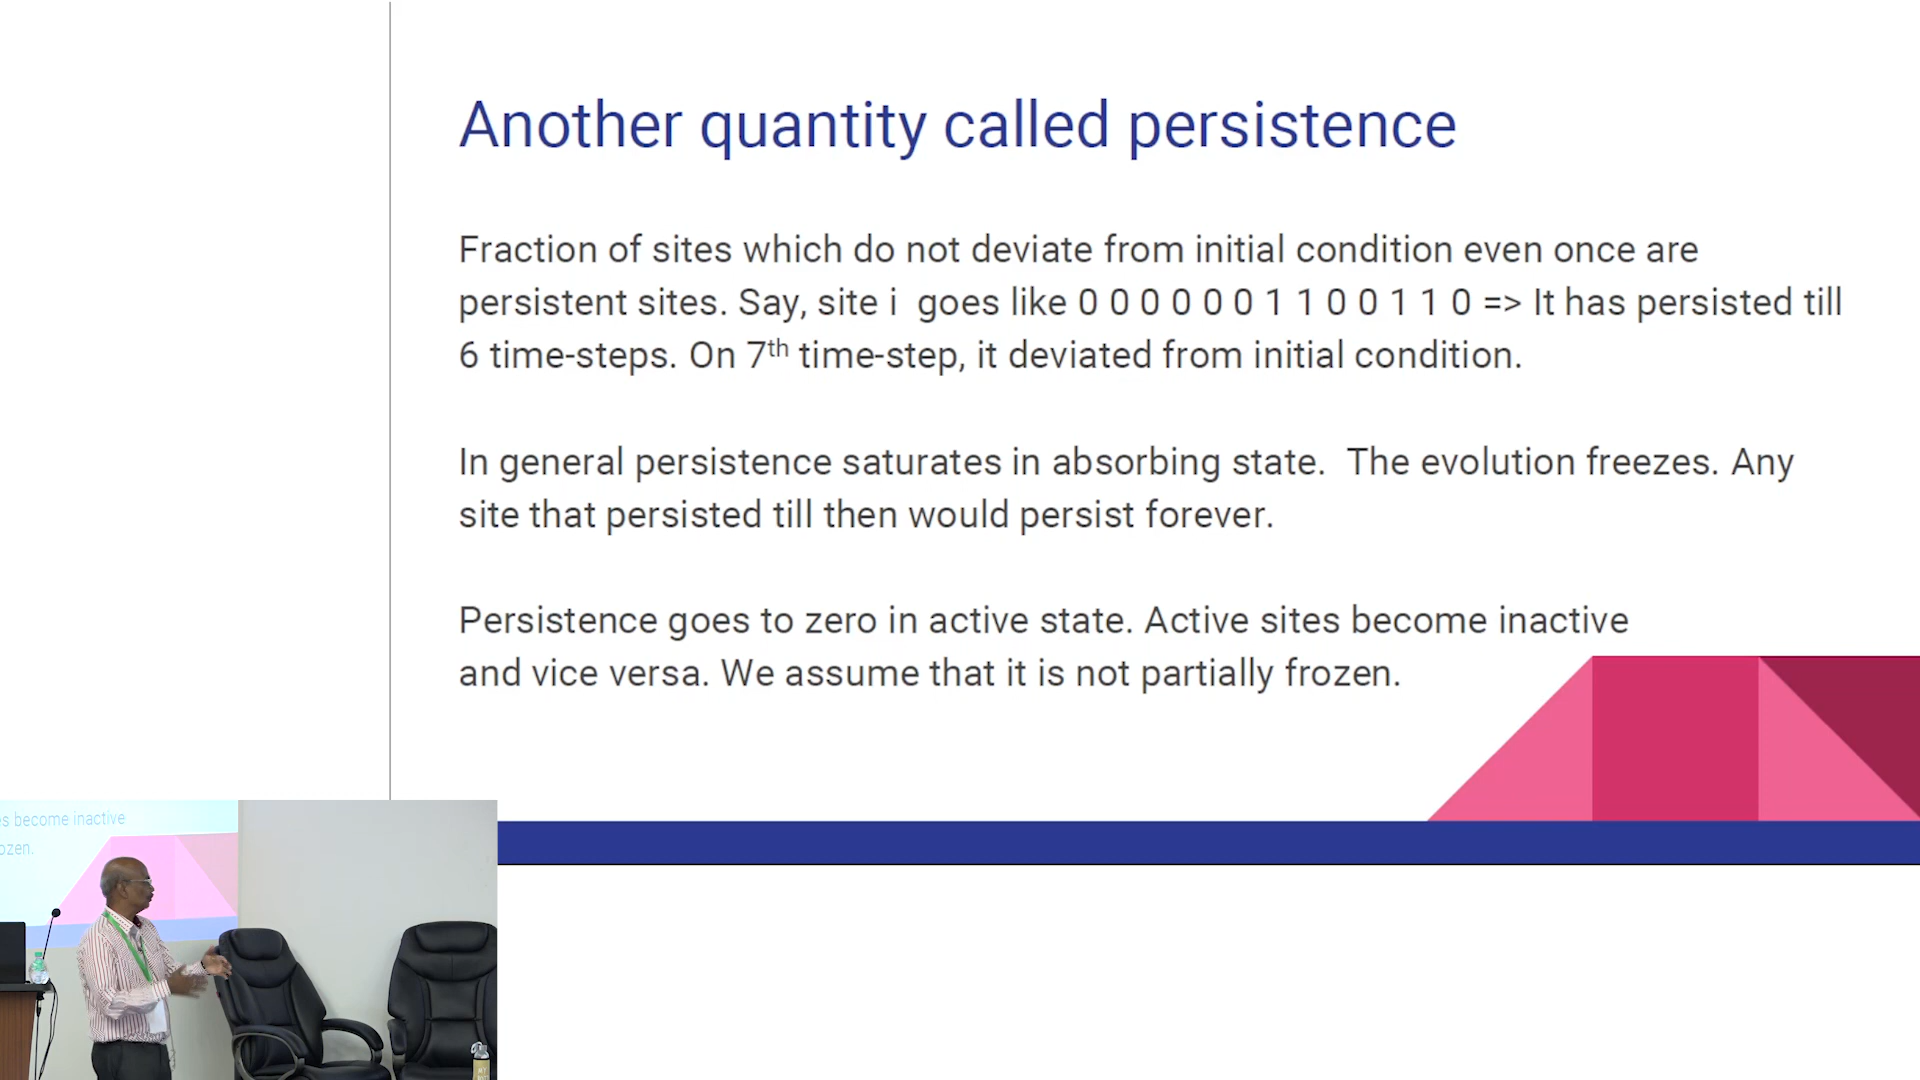 Another quantity called persistence
Fraction of sites which do not deviate from initial condition even once are
persistent sites. Say, site i  goes like 0 0 0 0 0 0 1 1 0 0 1 1 0 => It has persisted till
6 time-steps. On 7th time-step, it deviated from initial condition.
In general persistence saturates in absorbing state.  The evolution freezes. Any
site that persisted till then would persist forever.
Persistence goes to zero in active state. Active sites become inactive
and vice versa. We assume that it is not partially frozen.
es become inactive
ozen.